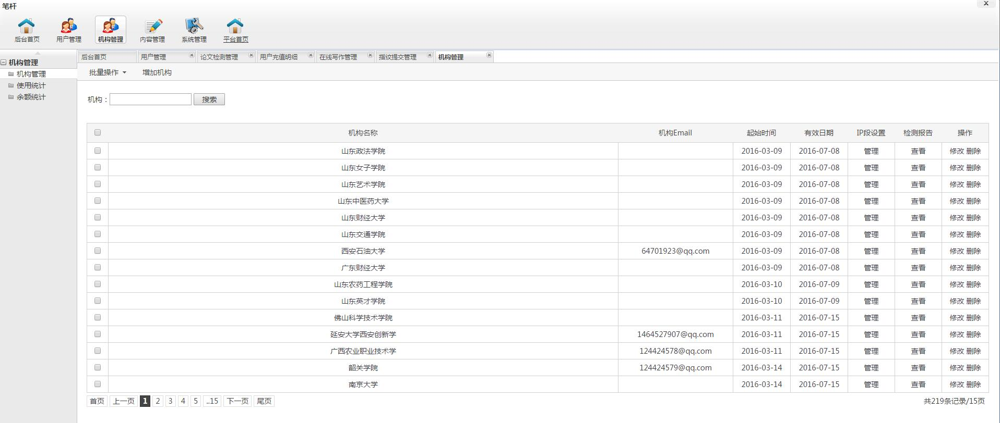 笔杆
X
后台首页 用户管理 机构管理 内容管理 系统管理 平台首页
后台首页 用户管理 论文检测管理 用户充值明细 在线写作管理 指纹提交管理 机构管理
机构管理
机构管理
使用统计
余额统计
批量操作 增加机构
机构： 搜索
机构名称 机构Email 起始时间 有效日期 IP段设置 检测报告 操作
山东政法学院 2016-03-09 2016-07-08 管理 查看 修改 删除
山东女子学院 2016-03-09 2016-07-08 管理 查看 修改 删除
山东艺术学院 2016-03-09 2016-07-08 管理 查看 修改 删除
山东中医药大学 2016-03-09 2016-07-08 管理 查看 修改 删除
山东财经大学 2016-03-09 2016-07-08 管理 查看 修改 删除
山东交通学院 2016-03-09 2016-07-08 管理 查看 修改 删除
西安石油大学 64701923@qq.com 2016-03-09 2016-07-08 管理 查看 修改 删除
广东财经大学 2016-03-09 2016-07-08 管理 查看 修改 删除
山东农药工程学院 2016-03-10 2016-07-09 管理 查看 修改 删除
山东英才学院 2016-03-10 2016-07-09 管理 查看 修改 删除
佛山科学技术学院 2016-03-11 2016-07-15 管理 查看 修改 删除
延安大学西安创新学 1464527907@qq.com 2016-03-11 2016-07-15 管理 查看 修改 删除
广西农业职业技术学 124424578@qq.com 2016-03-11 2016-07-15 管理 查看 修改 删除
韶关学院 124424579@qq.com 2016-03-14 2016-07-15 管理 查看 修改 删除
南京大学 2016-03-14 2016-07-15 管理 查看 修改 删除
首页 上一页 1 2 3 4 5 ..15 下一页 尾页 共219条记录/15页